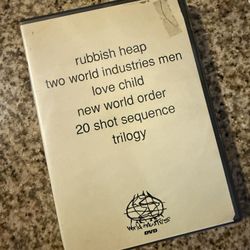 rubbish heap
two world industries men
love child
new world order
20 shot sequence
trilogy
World industries
DVD